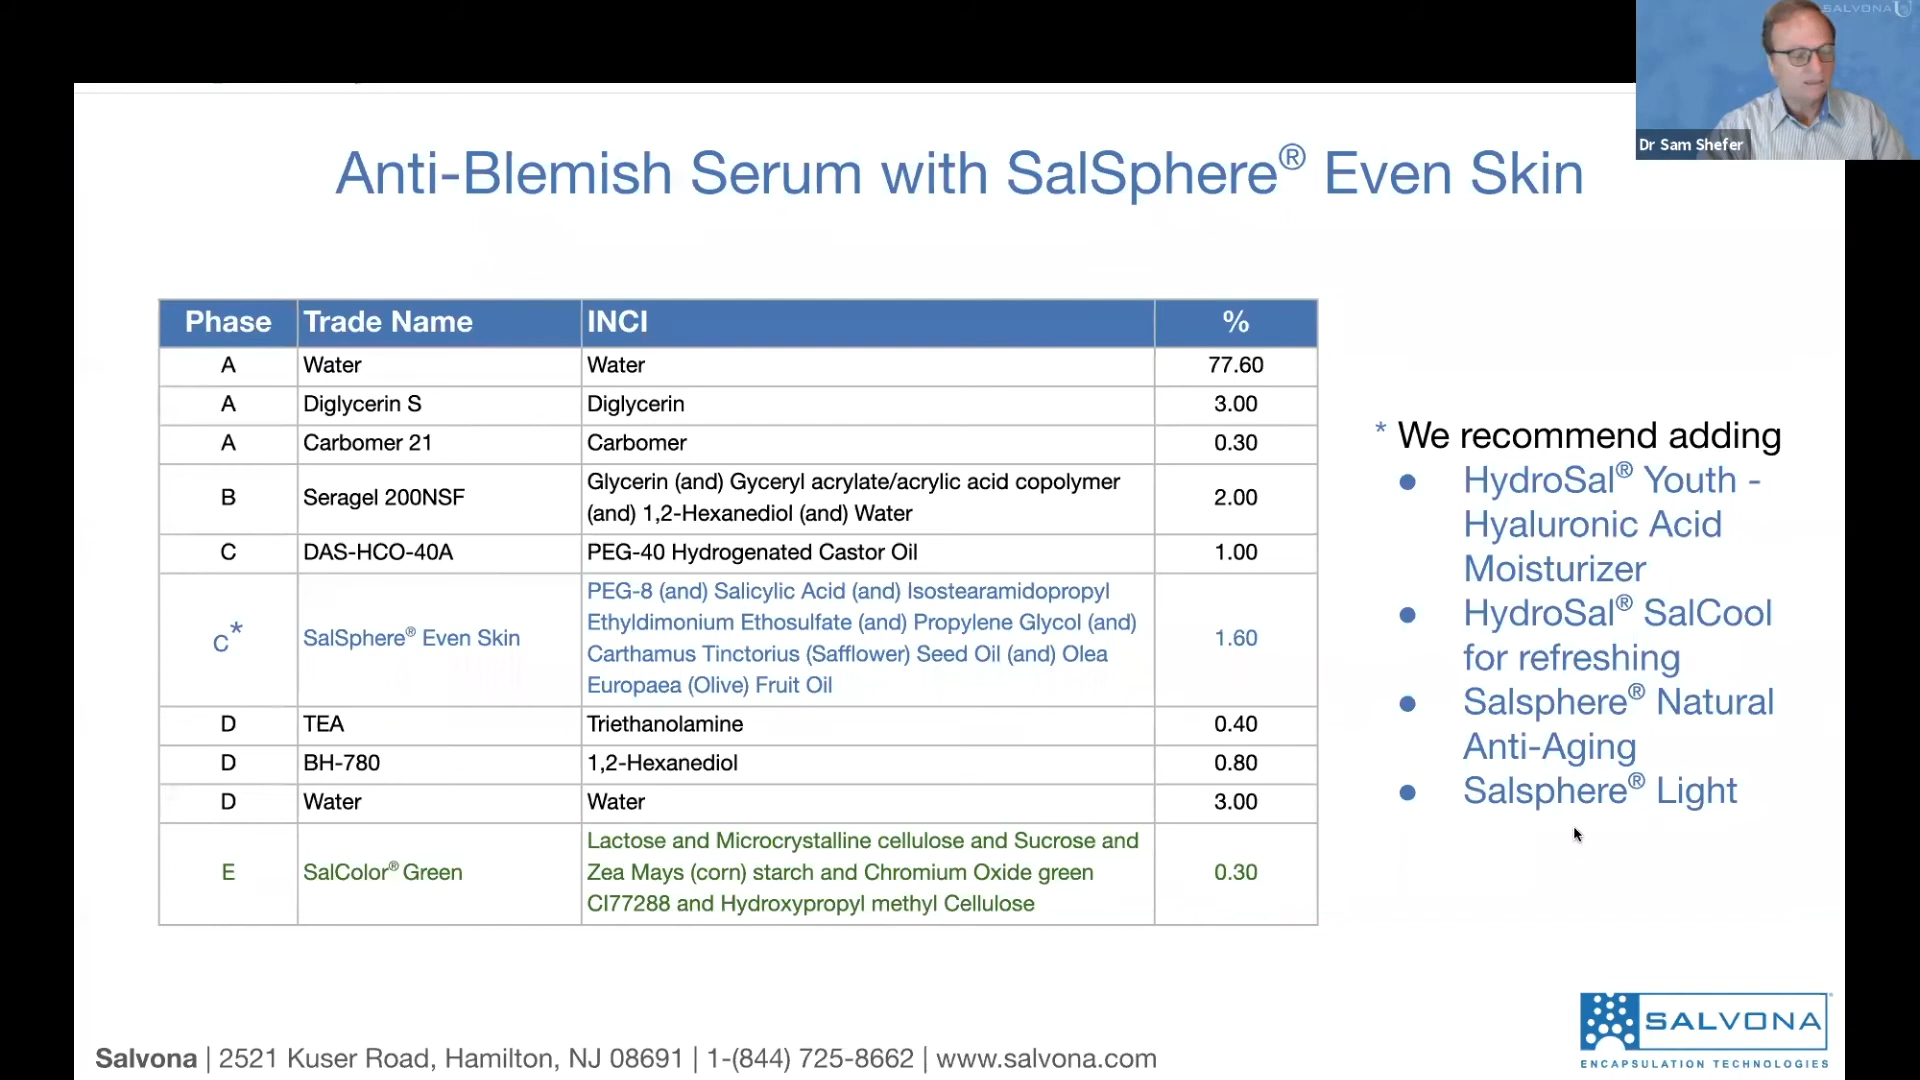 SALVONA U
Dr Sam Shefer
Anti-Blemish Serum with SalSphere® Even Skin
Phase Trade Name INCI %
A Water Water 77.60
A Diglycerin S Diglycerin 3.00
A Carbomer 21 Carbomer 0.30
B Seragel 200NSF Glycerin (and) Gyceryl acrylate/acrylic acid copolymer
(and) 1,2-Hexanediol (and) Water 2.00
C DAS-HCO-40A PEG-40 Hydrogenated Castor Oil 1.00
C* SalSphere® Even Skin PEG-8 (and) Salicylic Acid (and) Isostearamidopropyl
Ethyldimonium Ethosulfate (and) Propylene Glycol (and)
Carthamus Tinctorius (Safflower) Seed Oil (and) Olea
Europaea (Olive) Fruit Oil 1.60
D TEA Triethanolamine 0.40
D BH-780 1,2-Hexanediol 0.80
D Water Water 3.00
E SalColor® Green Lactose and Microcrystalline cellulose and Sucrose and
Zea Mays (corn) starch and Chromium Oxide green
CI77288 and Hydroxypropyl methyl Cellulose 0.30
* We recommend adding
● HydroSal® Youth -
Hyaluronic Acid
Moisturizer
● HydroSal® SalCool
for refreshing
● Salsphere® Natural
Anti-Aging
● Salsphere® Light
SALVONA
ENCAPSULATION TECHNOLOGIES
Salvona | 2521 Kuser Road, Hamilton, NJ 08691 | 1-(844) 725-8662 | www.salvona.com